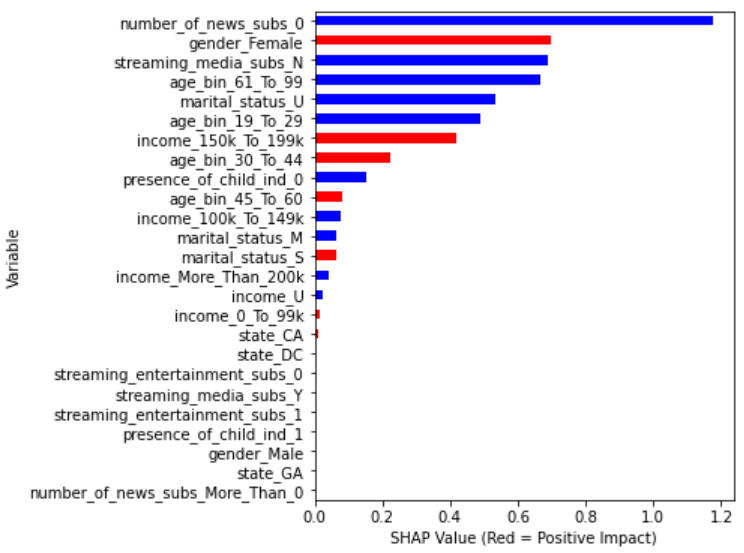 number_of_news_subs_0
gender_Female
streaming_media_subs_N
age_bin_61_To_99
marital_status_U
age_bin_19_To_29
income_150k_To_199k
age_bin_30_To_44
presence_of_child_ind_0
age_bin_45_To_60
income_100k_To_149k
marital_status_M
marital_status_S
income_More_Than_200k
income_U
income_0_To_99k
state_CA
state_DC
streaming_entertainment_subs_0
streaming_media_subs_Y
streaming_entertainment_subs_1
presence_of_child_ind_1
gender_Male
state_GA
number_of_news_subs_More_Than_0
Variable
0.0 0.2 0.4 0.6 0.8 1.0 1.2
SHAP Value (Red = Positive Impact)